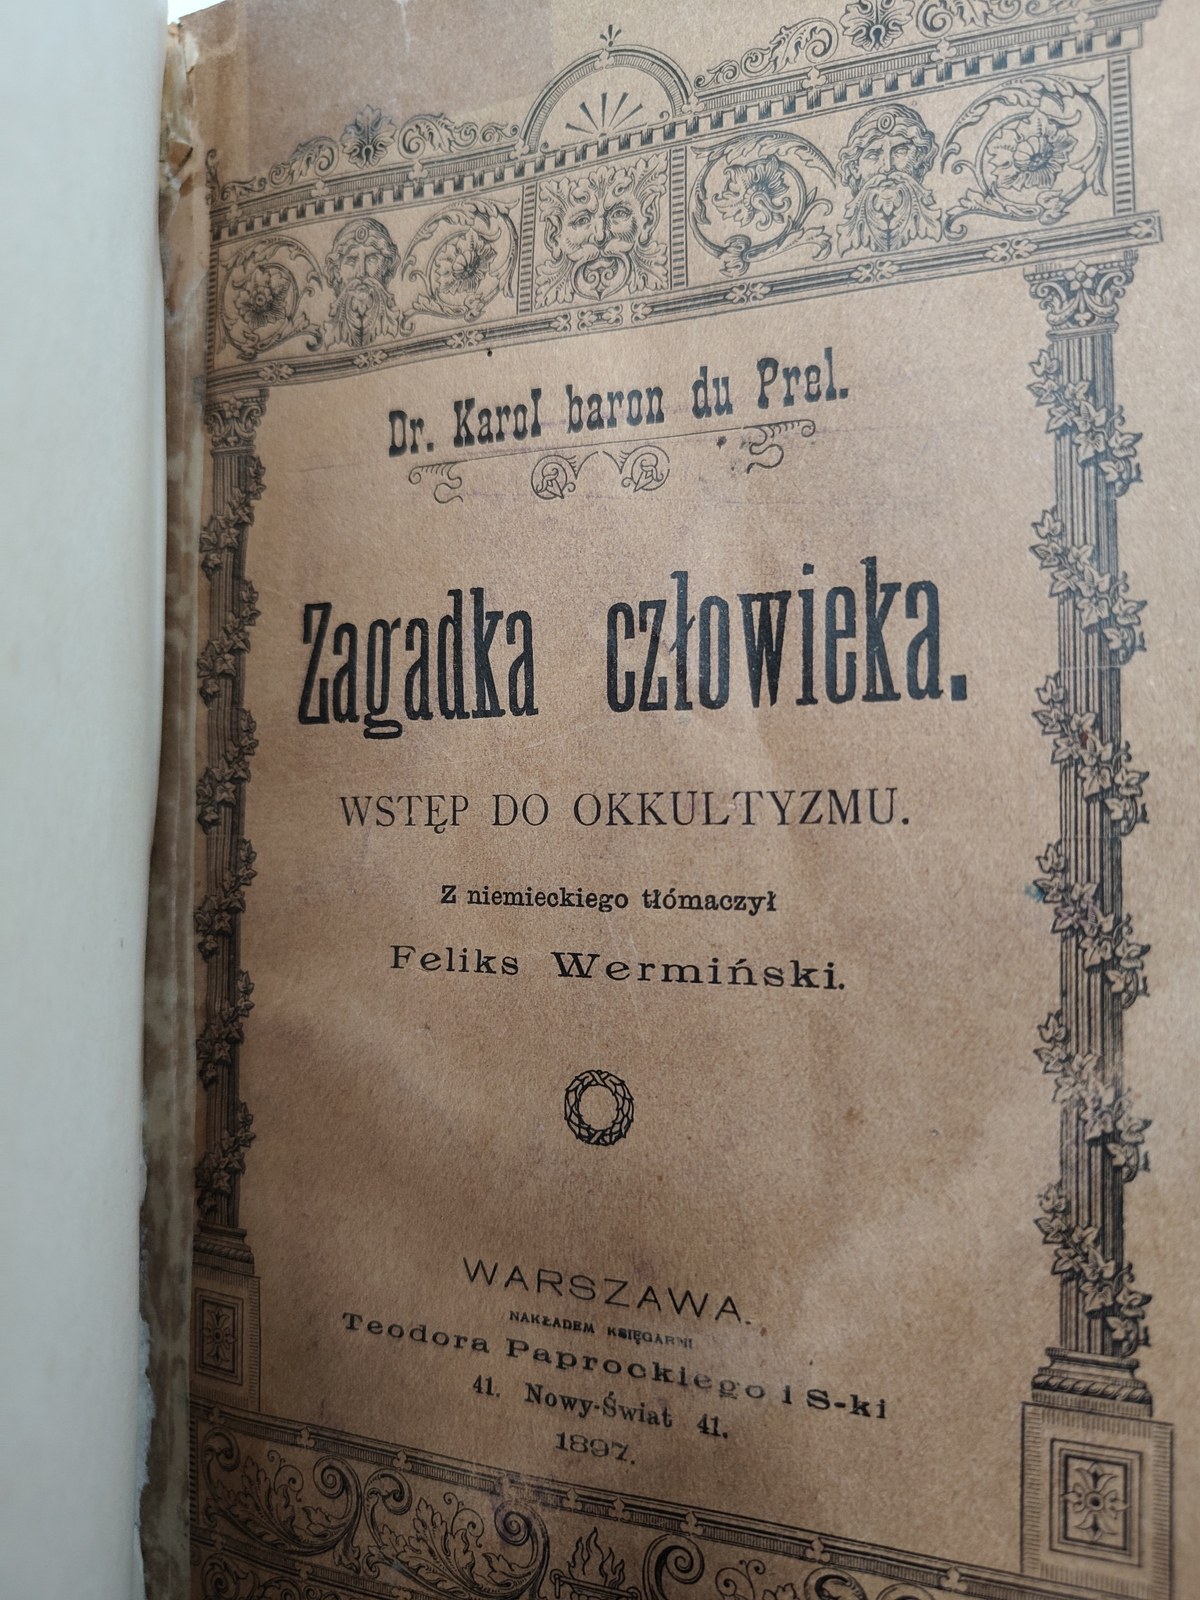 Dr. Karol baron du Prel.
Zagadka człowieka.
WSTĘP DO OKKULTYZMU.
Z niemieckiego tłómaczył
Feliks Wermiński.
WARSZAWA.
NAKŁADEM KSIĘGARNI
Teodora Paprockiego i S-ki
41. Nowy-Świat 41.
1897.